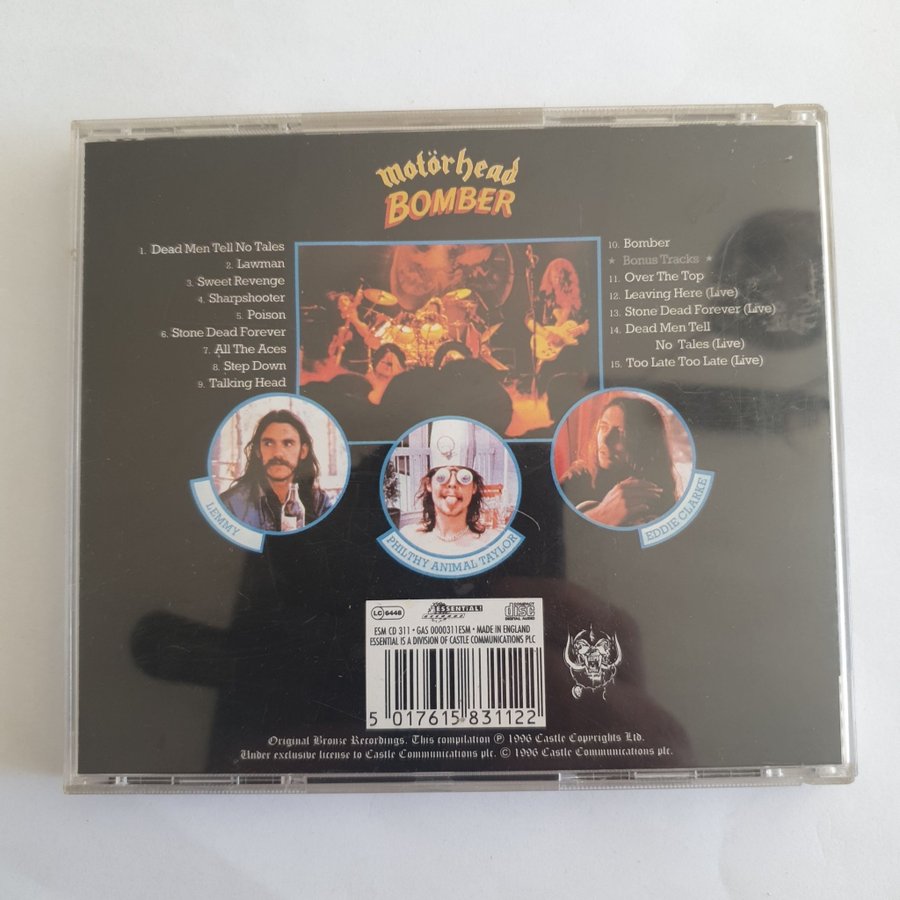 motörhead
BOMBER
1. Dead Men Tell No Tales
2. Lawman
3. Sweet Revenge
4. Sharpshooter
5. Poison
6. Stone Dead Forever
7. All The Aces
8. Step Down
9. Talking Head
10. Bomber
★ Bonus Tracks ★
11. Over The Top
12. Leaving Here (Live)
13. Stone Dead Forever (Live)
14. Dead Men Tell
No Tales (Live)
15. Too Late Too Late (Live)
LEMMY
PHILTHY ANIMAL TAYLOR
EDDIE CLARKE
LC 6448
ESSENTIAL!
COMPACT
disc
DIGITAL AUDIO
ESM CD 311 • GAS 0000311ESM • MADE IN ENGLAND
ESSENTIAL IS A DIVISION OF CASTLE COMMUNICATIONS PLC
5 017615 831122
Original Bronze Recordings. This compilation ℗ 1996 Castle Copyrights Ltd.
Under exclusive license to Castle Communications plc. © 1996 Castle Communications plc.